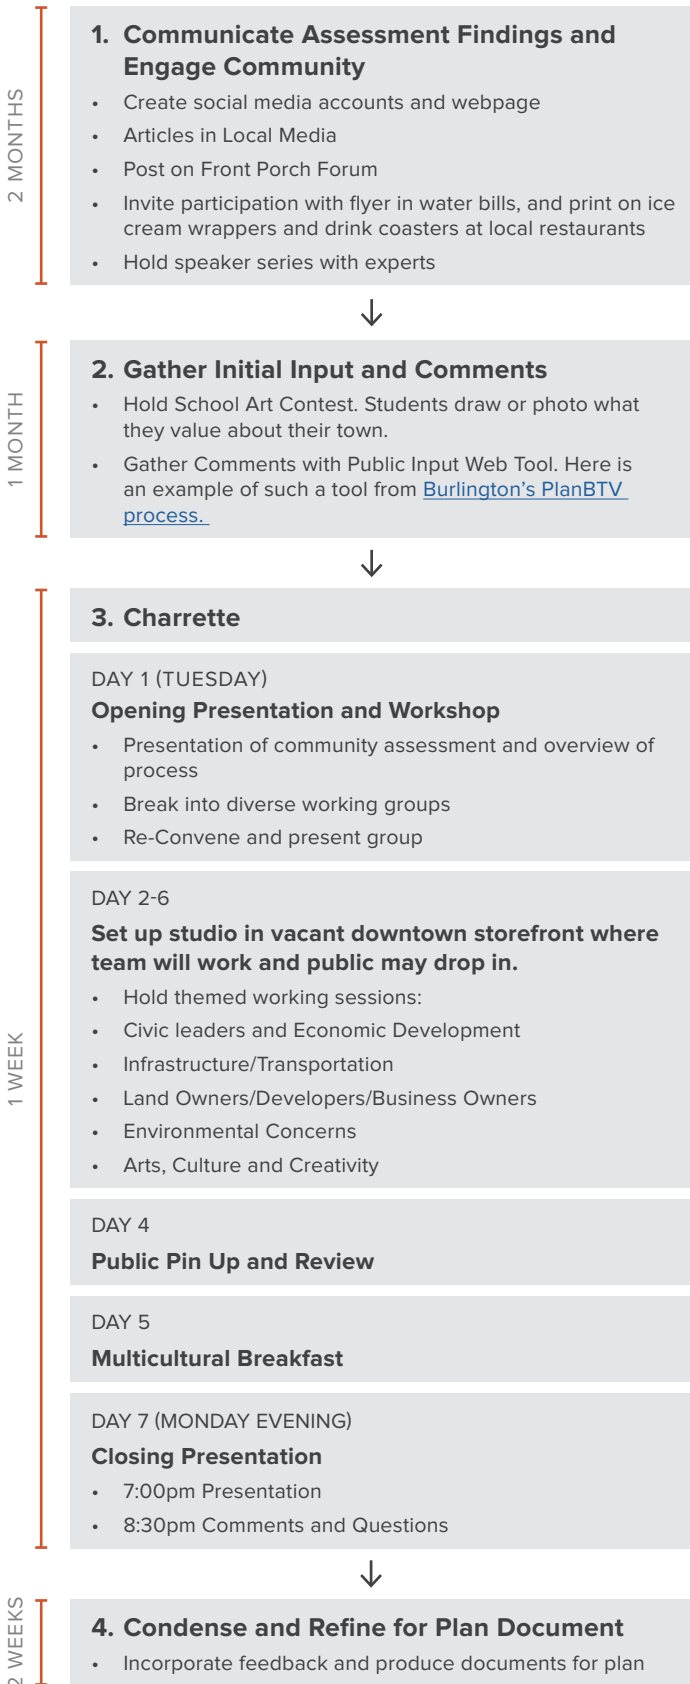 2 MONTHS
1. Communicate Assessment Findings and
Engage Community
• Create social media accounts and webpage
• Articles in Local Media
• Post on Front Porch Forum
• Invite participation with flyer in water bills, and print on ice
cream wrappers and drink coasters at local restaurants
• Hold speaker series with experts
1 MONTH
2. Gather Initial Input and Comments
• Hold School Art Contest. Students draw or photo what
they value about their town.
• Gather Comments with Public Input Web Tool. Here is
an example of such a tool from Burlington's PlanBTV
process.
1 WEEK
3. Charrette
DAY 1 (TUESDAY)
Opening Presentation and Workshop
• Presentation of community assessment and overview of
process
• Break into diverse working groups
• Re-Convene and present group
DAY 2-6
Set up studio in vacant downtown storefront where
team will work and public may drop in.
• Hold themed working sessions:
• Civic leaders and Economic Development
• Infrastructure/Transportation
• Land Owners/Developers/Business Owners
• Environmental Concerns
• Arts, Culture and Creativity
DAY 4
Public Pin Up and Review
DAY 5
Multicultural Breakfast
DAY 7 (MONDAY EVENING)
Closing Presentation
• 7:00pm Presentation
• 8:30pm Comments and Questions
2 WEEKS
4. Condense and Refine for Plan Document
• Incorporate feedback and produce documents for plan